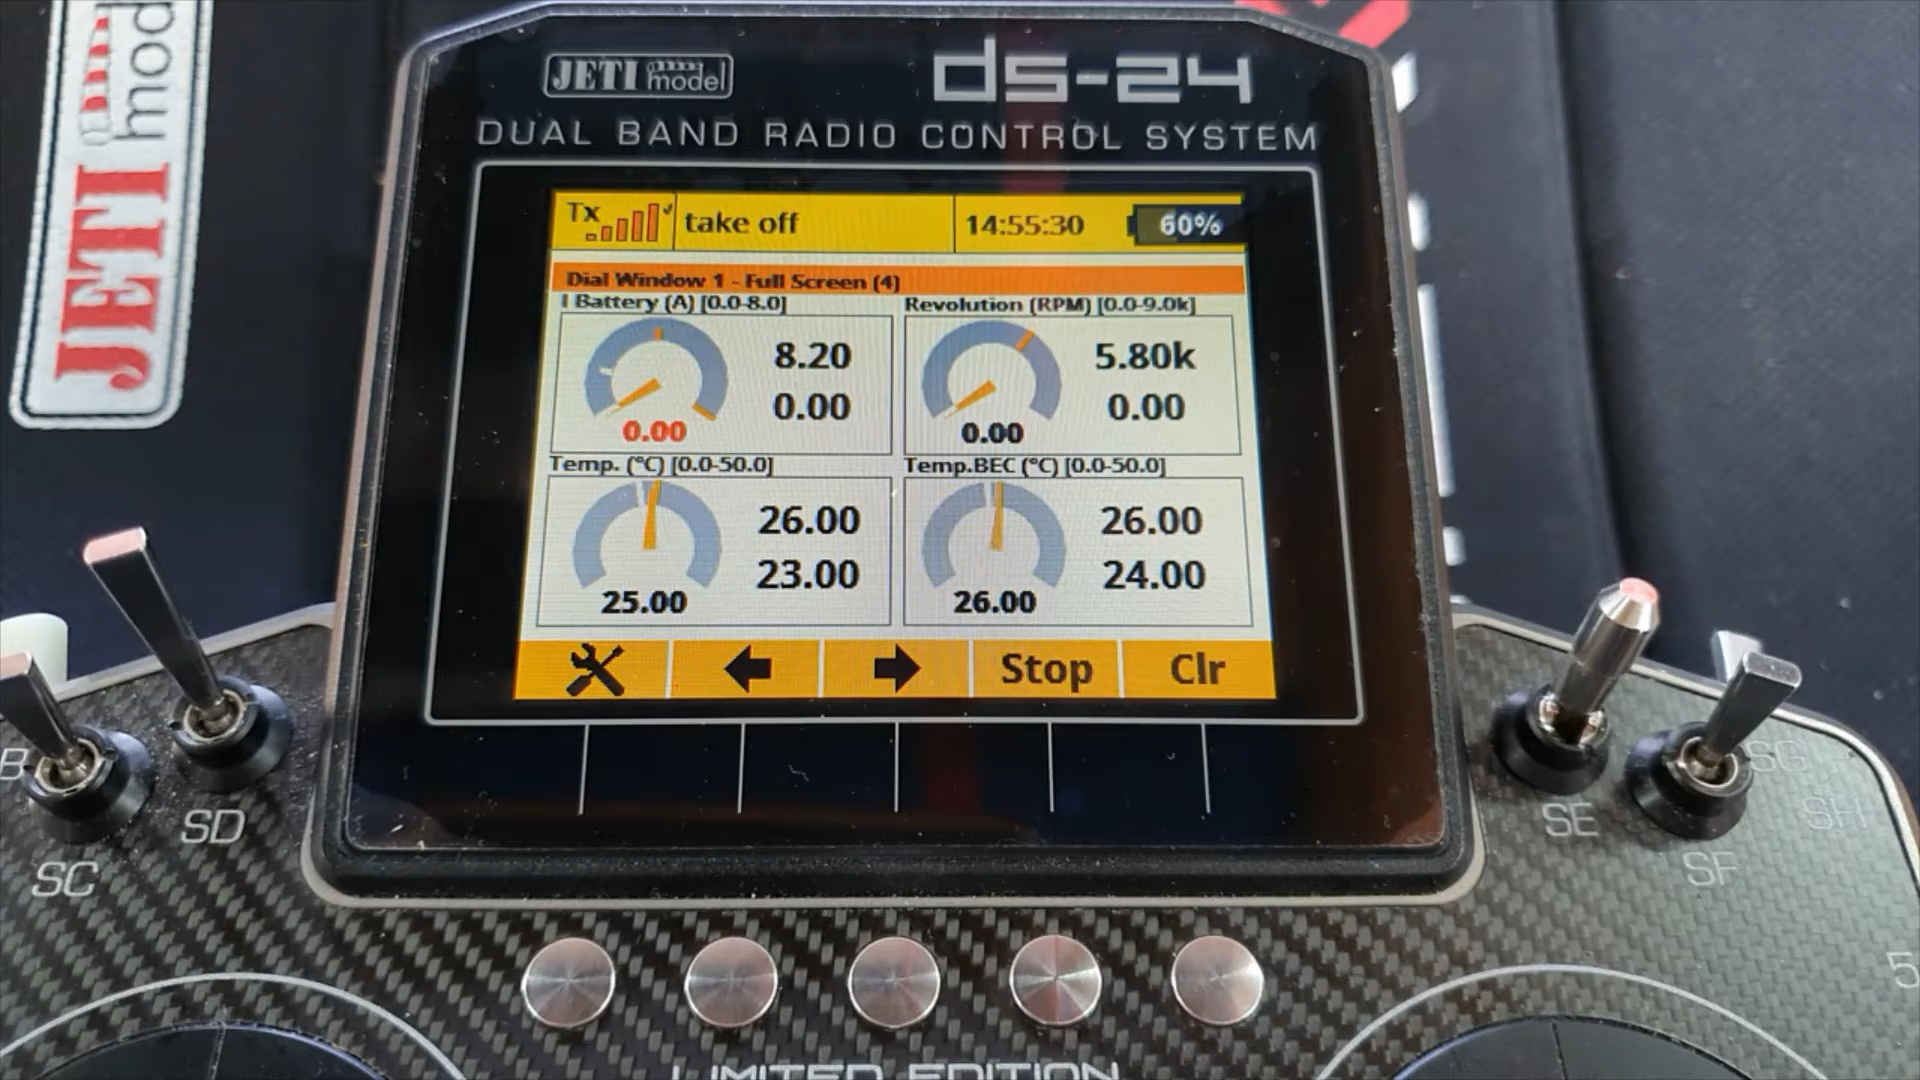 JETI model
JETI model
ds-24
DUAL BAND RADIO CONTROL SYSTEM
Tx take off 14:55:30 60%
Dial Window 1 - Full Screen (4)
I Battery (A) [0.0-8.0]
8.20
0.00
0.00
Revolution (RPM) [0.0-9.0k]
5.80k
0.00
0.00
Temp. (°C) [0.0-50.0]
26.00
23.00
25.00
Temp.BEC (°C) [0.0-50.0]
26.00
24.00
26.00
Stop Clr
B
SD
SC
SE
SF
SG
SH
5
LIMITED EDITION